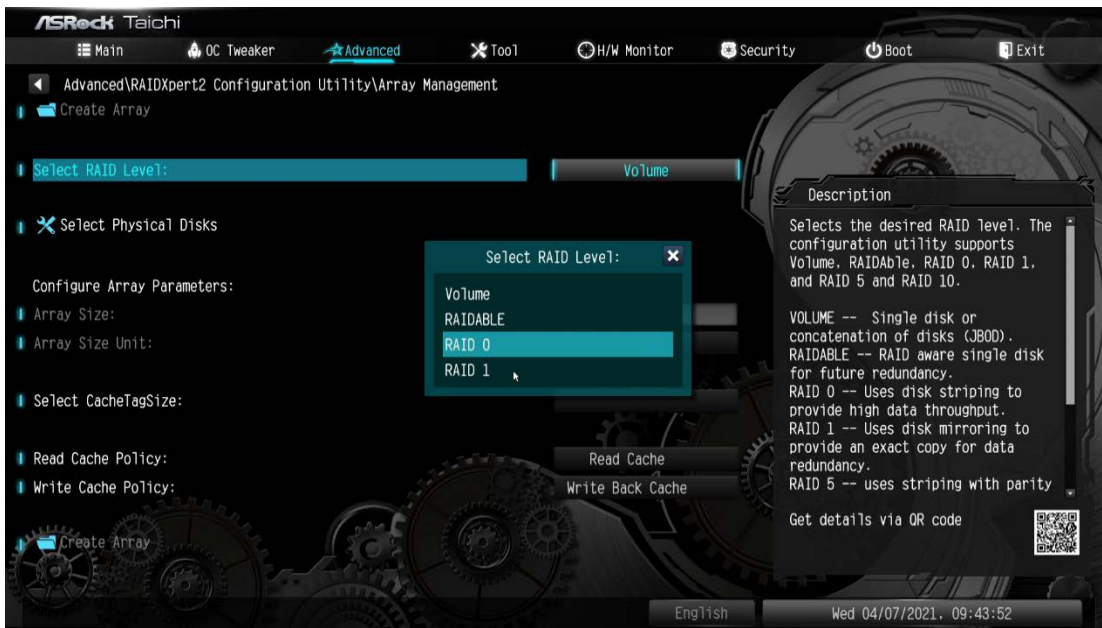 ASRock Taichi
Main OC Tweaker Advanced Tool H/W Monitor Security Boot Exit
Advanced\RAIDXpert2 Configuration Utility\Array Management
Create Array
Select RAID Level: Volume
Select Physical Disks
Configure Array Parameters:
Array Size:
Array Size Unit:
Select CacheTagSize:
Read Cache Policy: Read Cache
Write Cache Policy: Write Back Cache
Create Array
Select RAID Level:
Volume
RAIDABLE
RAID 0
RAID 1
Description
Selects the desired RAID level. The
configuration utility supports
Volume, RAIDAble, RAID 0, RAID 1,
and RAID 5 and RAID 10.
VOLUME -- Single disk or
concatenation of disks (JBOD).
RAIDABLE -- RAID aware single disk
for future redundancy.
RAID 0 -- Uses disk striping to
provide high data throughput.
RAID 1 -- Uses disk mirroring to
provide an exact copy for data
redundancy.
RAID 5 -- uses striping with parity
Get details via QR code
English Wed 04/07/2021, 09:43:52